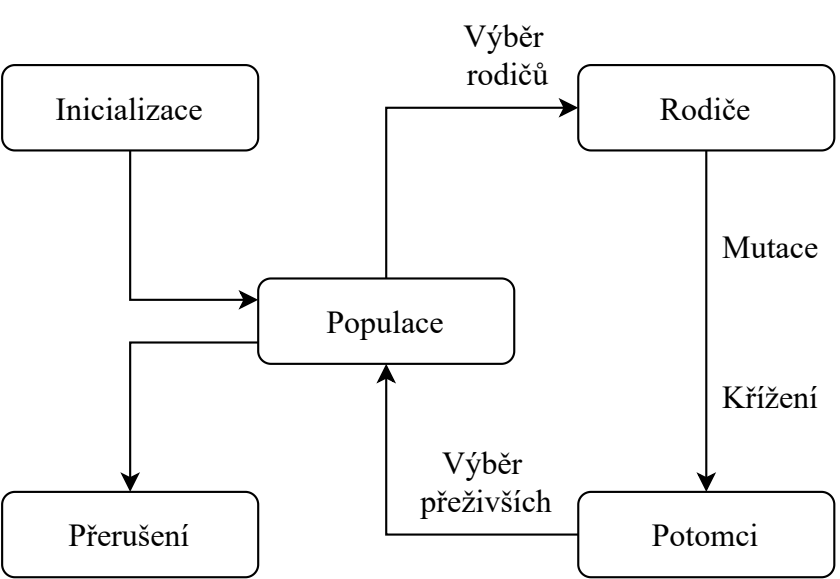 Výběr
rodičů
Inicializace
Rodiče
Mutace
Populace
Křížení
Výběr
přeživších
Přerušení
Potomci